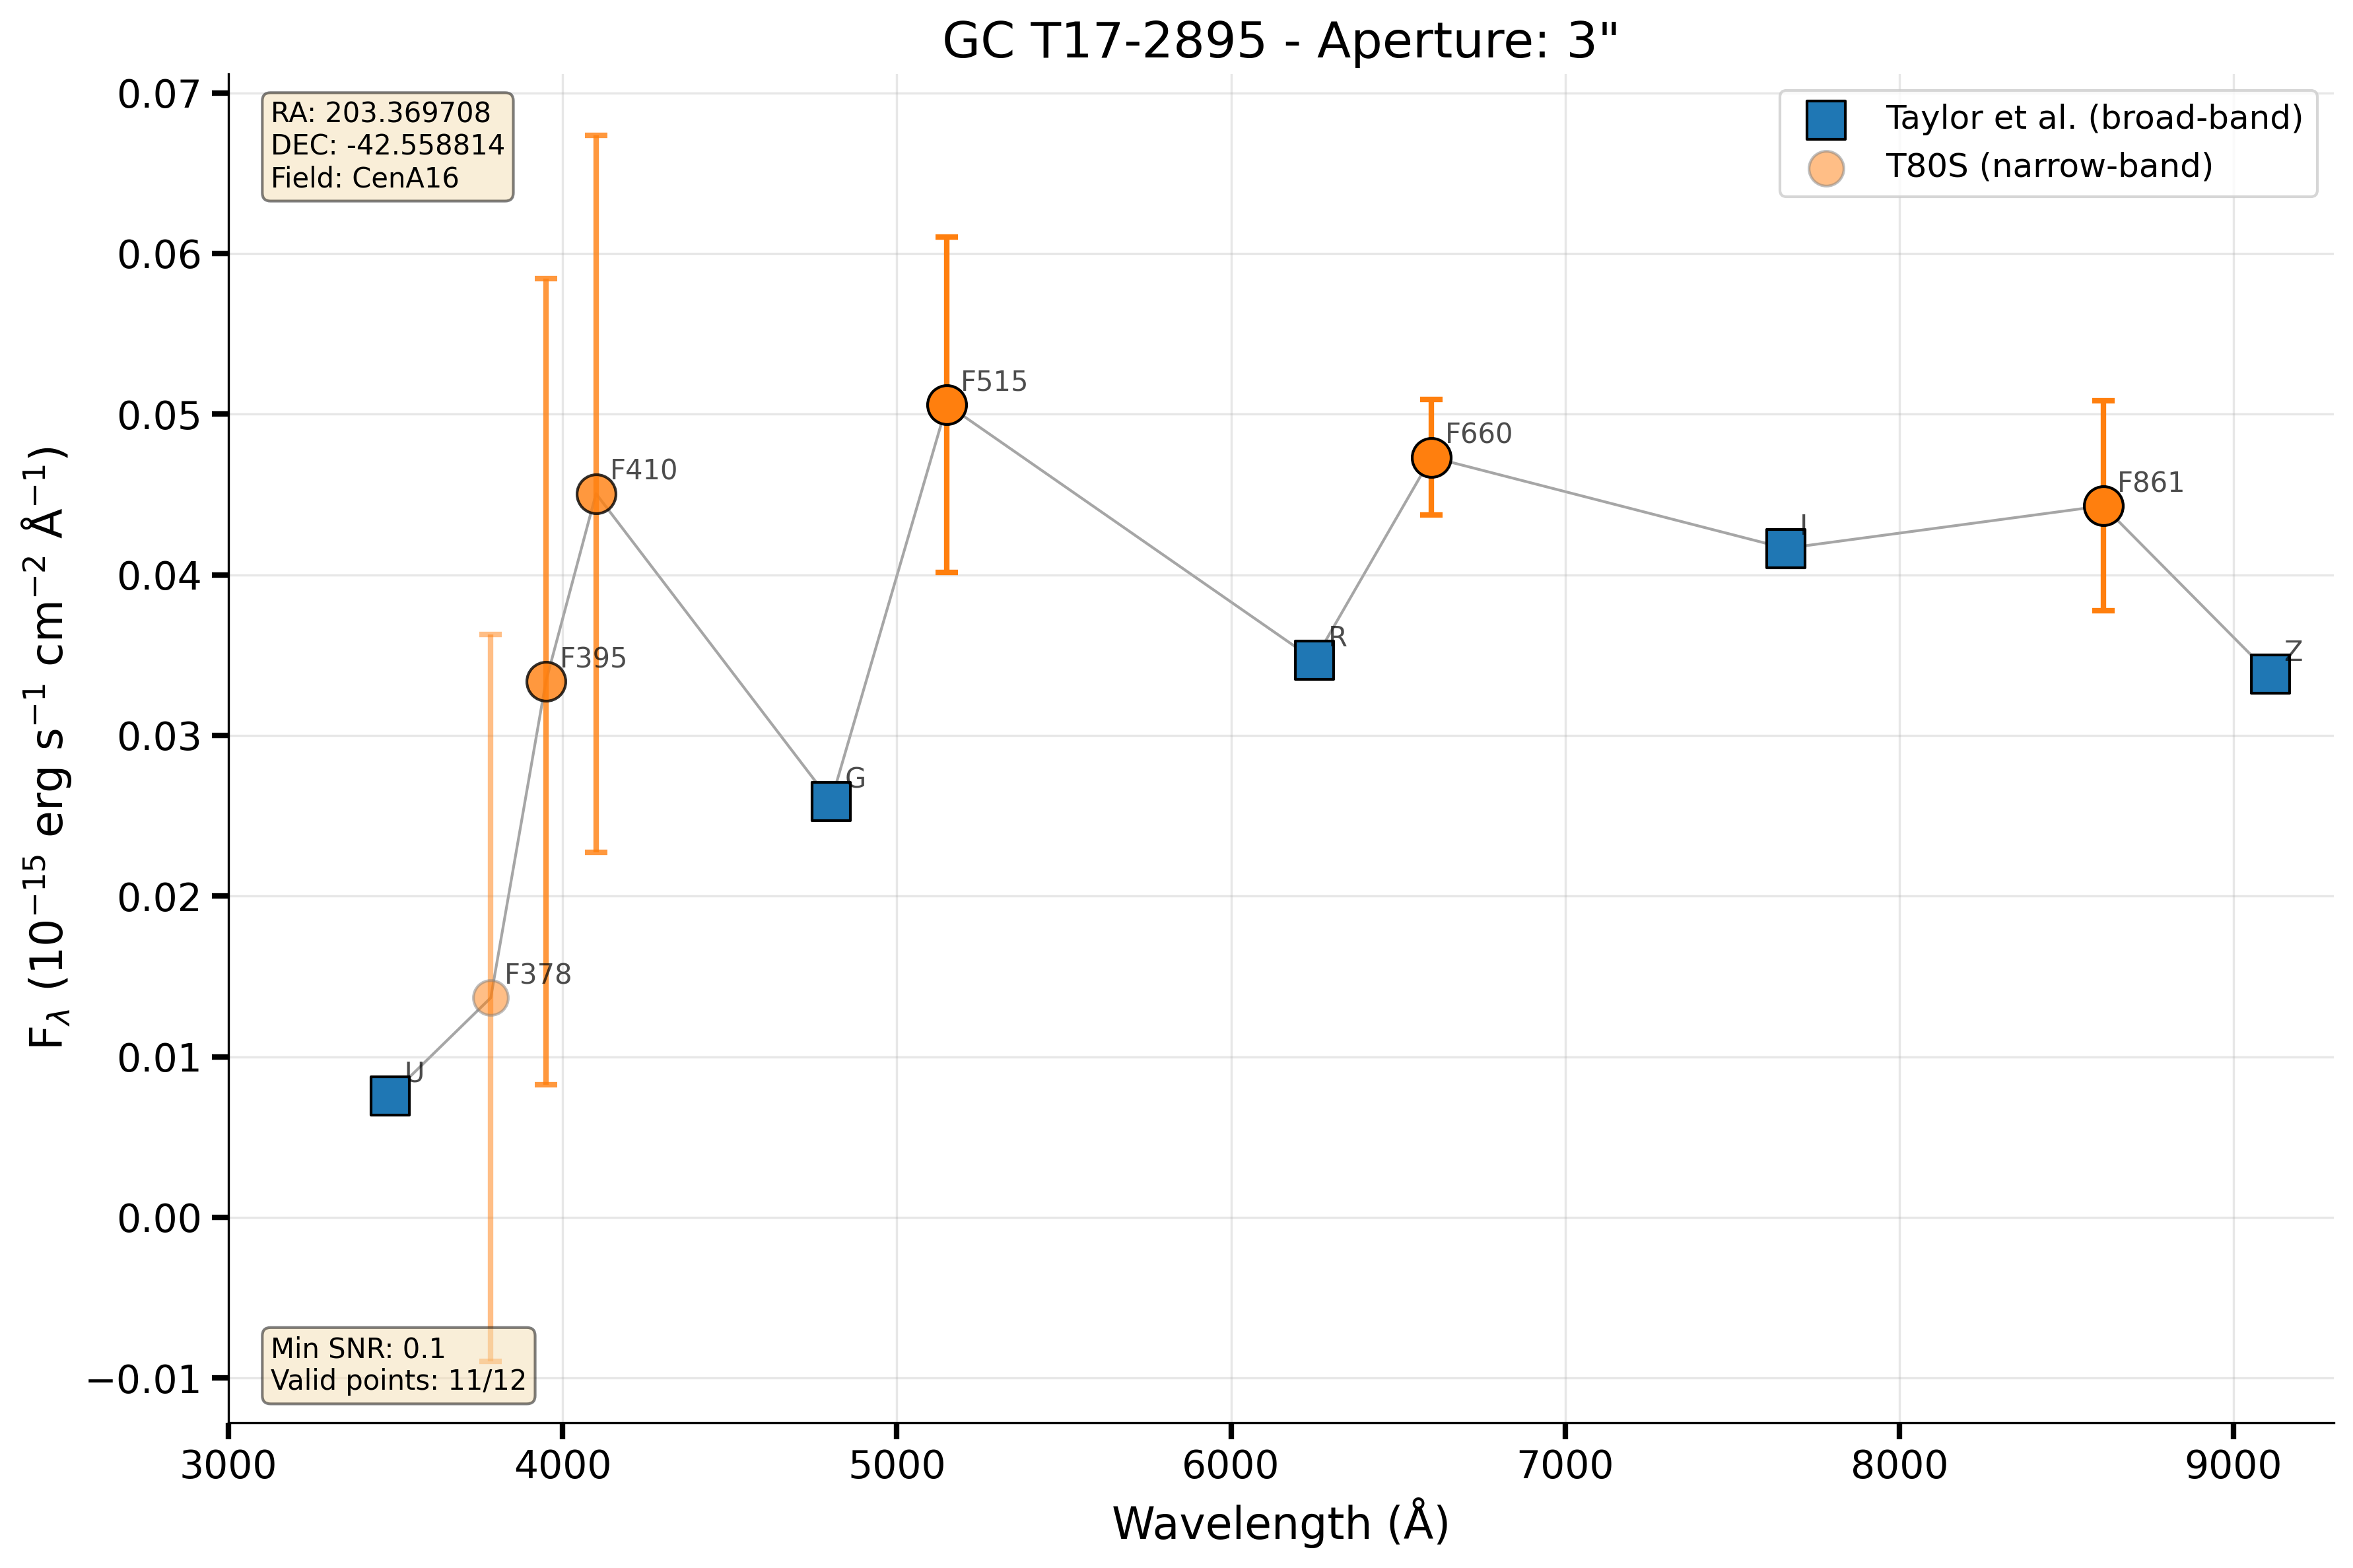 GC T17-2895 - Aperture: 3"
RA: 203.369708
DEC: -42.558814
Field: CenA16
Taylor et al. (broad-band)
T80S (narrow-band)
F$_{λ}$ (10$^{-15}$ erg s$^{-1}$ cm$^{-2}$ Å$^{-1}$)
0.07
0.06
0.05
0.04
0.03
0.02
0.01
0.00
−0.01
U
F378
F395
F410
G
F515
R
F660
I
F861
Z
Min SNR: 0.1
Valid points: 11/12
3000
4000
5000
6000
7000
8000
9000
Wavelength (Å)